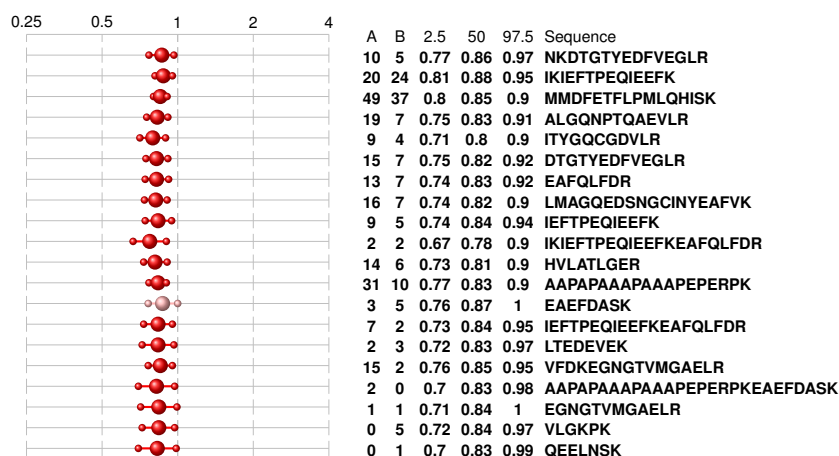 0.25 0.5 1 2 4
A B 2.5 50 97.5 Sequence
10 5 0.77 0.86 0.97 NKDTGTYEDFVEGLR
20 24 0.81 0.88 0.95 IKIEFTPEQIEEFK
49 37 0.8 0.85 0.9 MMDFETFLPMLQHISK
19 7 0.75 0.83 0.91 ALGQNPTQAEVLR
9 4 0.71 0.8 0.9 ITYGQCGDVLR
15 7 0.75 0.82 0.92 DTGTYEDFVEGLR
13 7 0.74 0.83 0.92 EAFQLFDR
16 7 0.74 0.82 0.9 LMAGQEDSNGCINYEAFVK
9 5 0.74 0.84 0.94 IEFTPEQIEEFK
2 2 0.67 0.78 0.9 IKIEFTPEQIEEFKEAFQLFDR
14 6 0.73 0.81 0.9 HVLATLGER
31 10 0.77 0.83 0.9 AAPAPAAAPAAAPEPERPK
3 5 0.76 0.87 1 EAEFDASK
7 2 0.73 0.84 0.95 IEFTPEQIEEFKEAFQLFDR
2 3 0.72 0.83 0.97 LTEDEVEK
15 2 0.76 0.85 0.95 VFDKEGNGTVMGAELR
2 0 0.7 0.83 0.98 AAPAPAAAPAAAPEPERPKEAEFDASK
1 1 0.71 0.84 1 EGNGTVMGAELR
0 5 0.72 0.84 0.97 VLGKPK
0 1 0.7 0.83 0.99 QEELNSK